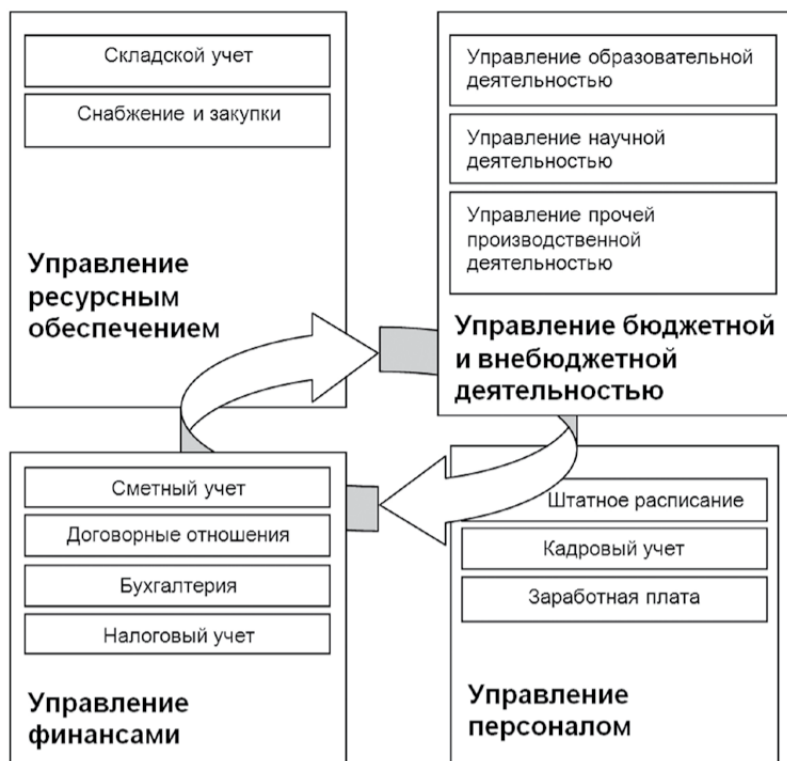 Складской учет
Снабжение и закупки
Управление
ресурсным
обеспечением
Управление образовательной
деятельностью
Управление научной
деятельностью
Управление прочей
производственной
деятельностью
Управление бюджетной
и внебюджетной
деятельностью
Сметный учет
Договорные отношения
Бухгалтерия
Налоговый учет
Управление
финансами
Штатное расписание
Кадровый учет
Заработная плата
Управление
персоналом